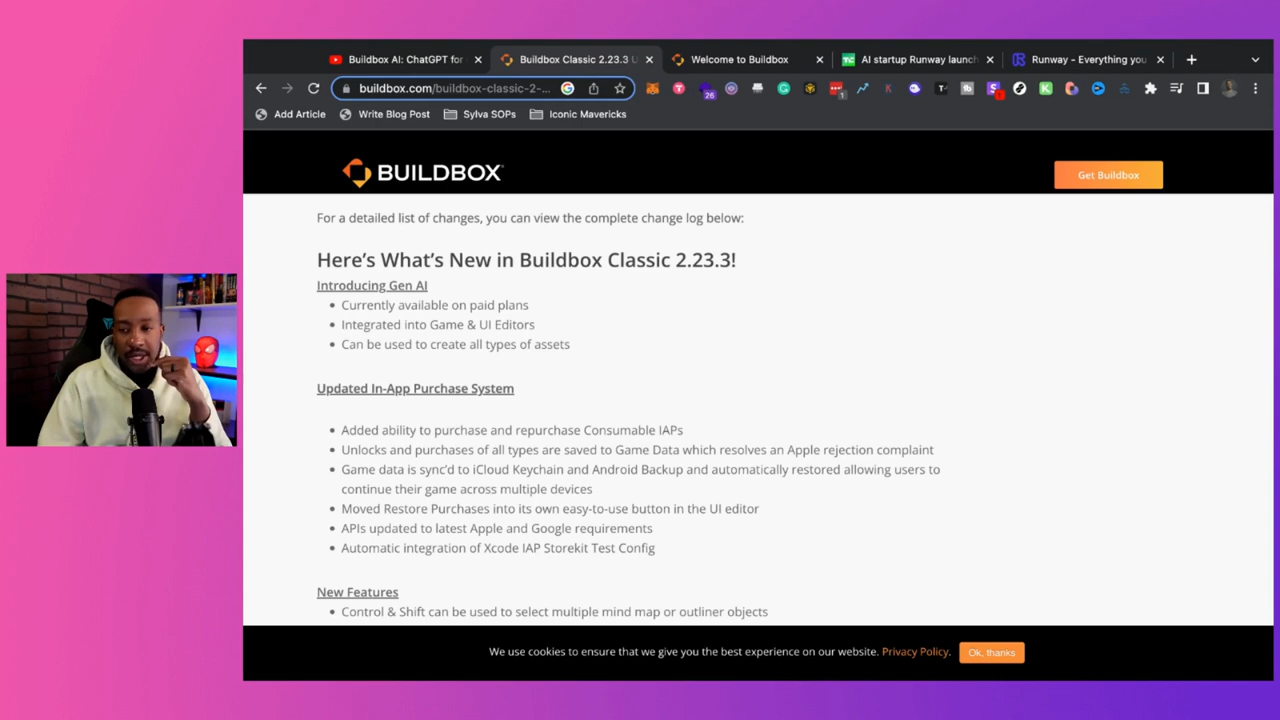 Buildbox AI: ChatGPT for
Buildbox Classic 2.23.3 U
Welcome to Buildbox
AI startup Runway launch
Runway - Everything you
buildbox.com/buildbox-classic-2-...
26
1
Add Article
Write Blog Post
Sylva SOPs
Iconic Mavericks
BUILDBOX
Get Buildbox
For a detailed list of changes, you can view the complete change log below:
Here's What's New in Buildbox Classic 2.23.3!
Introducing Gen AI
• Currently available on paid plans
• Integrated into Game & UI Editors
• Can be used to create all types of assets
Updated In-App Purchase System
• Added ability to purchase and repurchase Consumable IAPs
• Unlocks and purchases of all types are saved to Game Data which resolves an Apple rejection complaint
• Game data is sync'd to iCloud Keychain and Android Backup and automatically restored allowing users to
continue their game across multiple devices
• Moved Restore Purchases into its own easy-to-use button in the UI editor
• APIs updated to latest Apple and Google requirements
• Automatic integration of Xcode IAP Storekit Test Config
New Features
• Control & Shift can be used to select multiple mind map or outliner objects
We use cookies to ensure that we give you the best experience on our website. Privacy Policy.
Ok, thanks